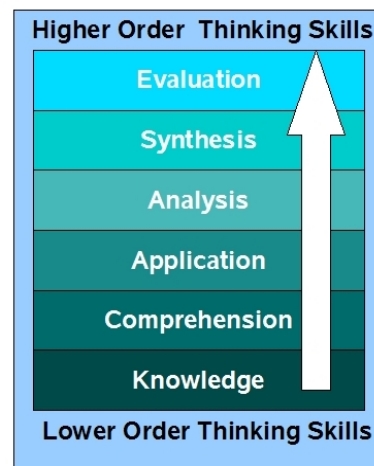 Higher Order Thinking Skills
Evaluation
Synthesis
Analysis
Application
Comprehension
Knowledge
Lower Order Thinking Skills